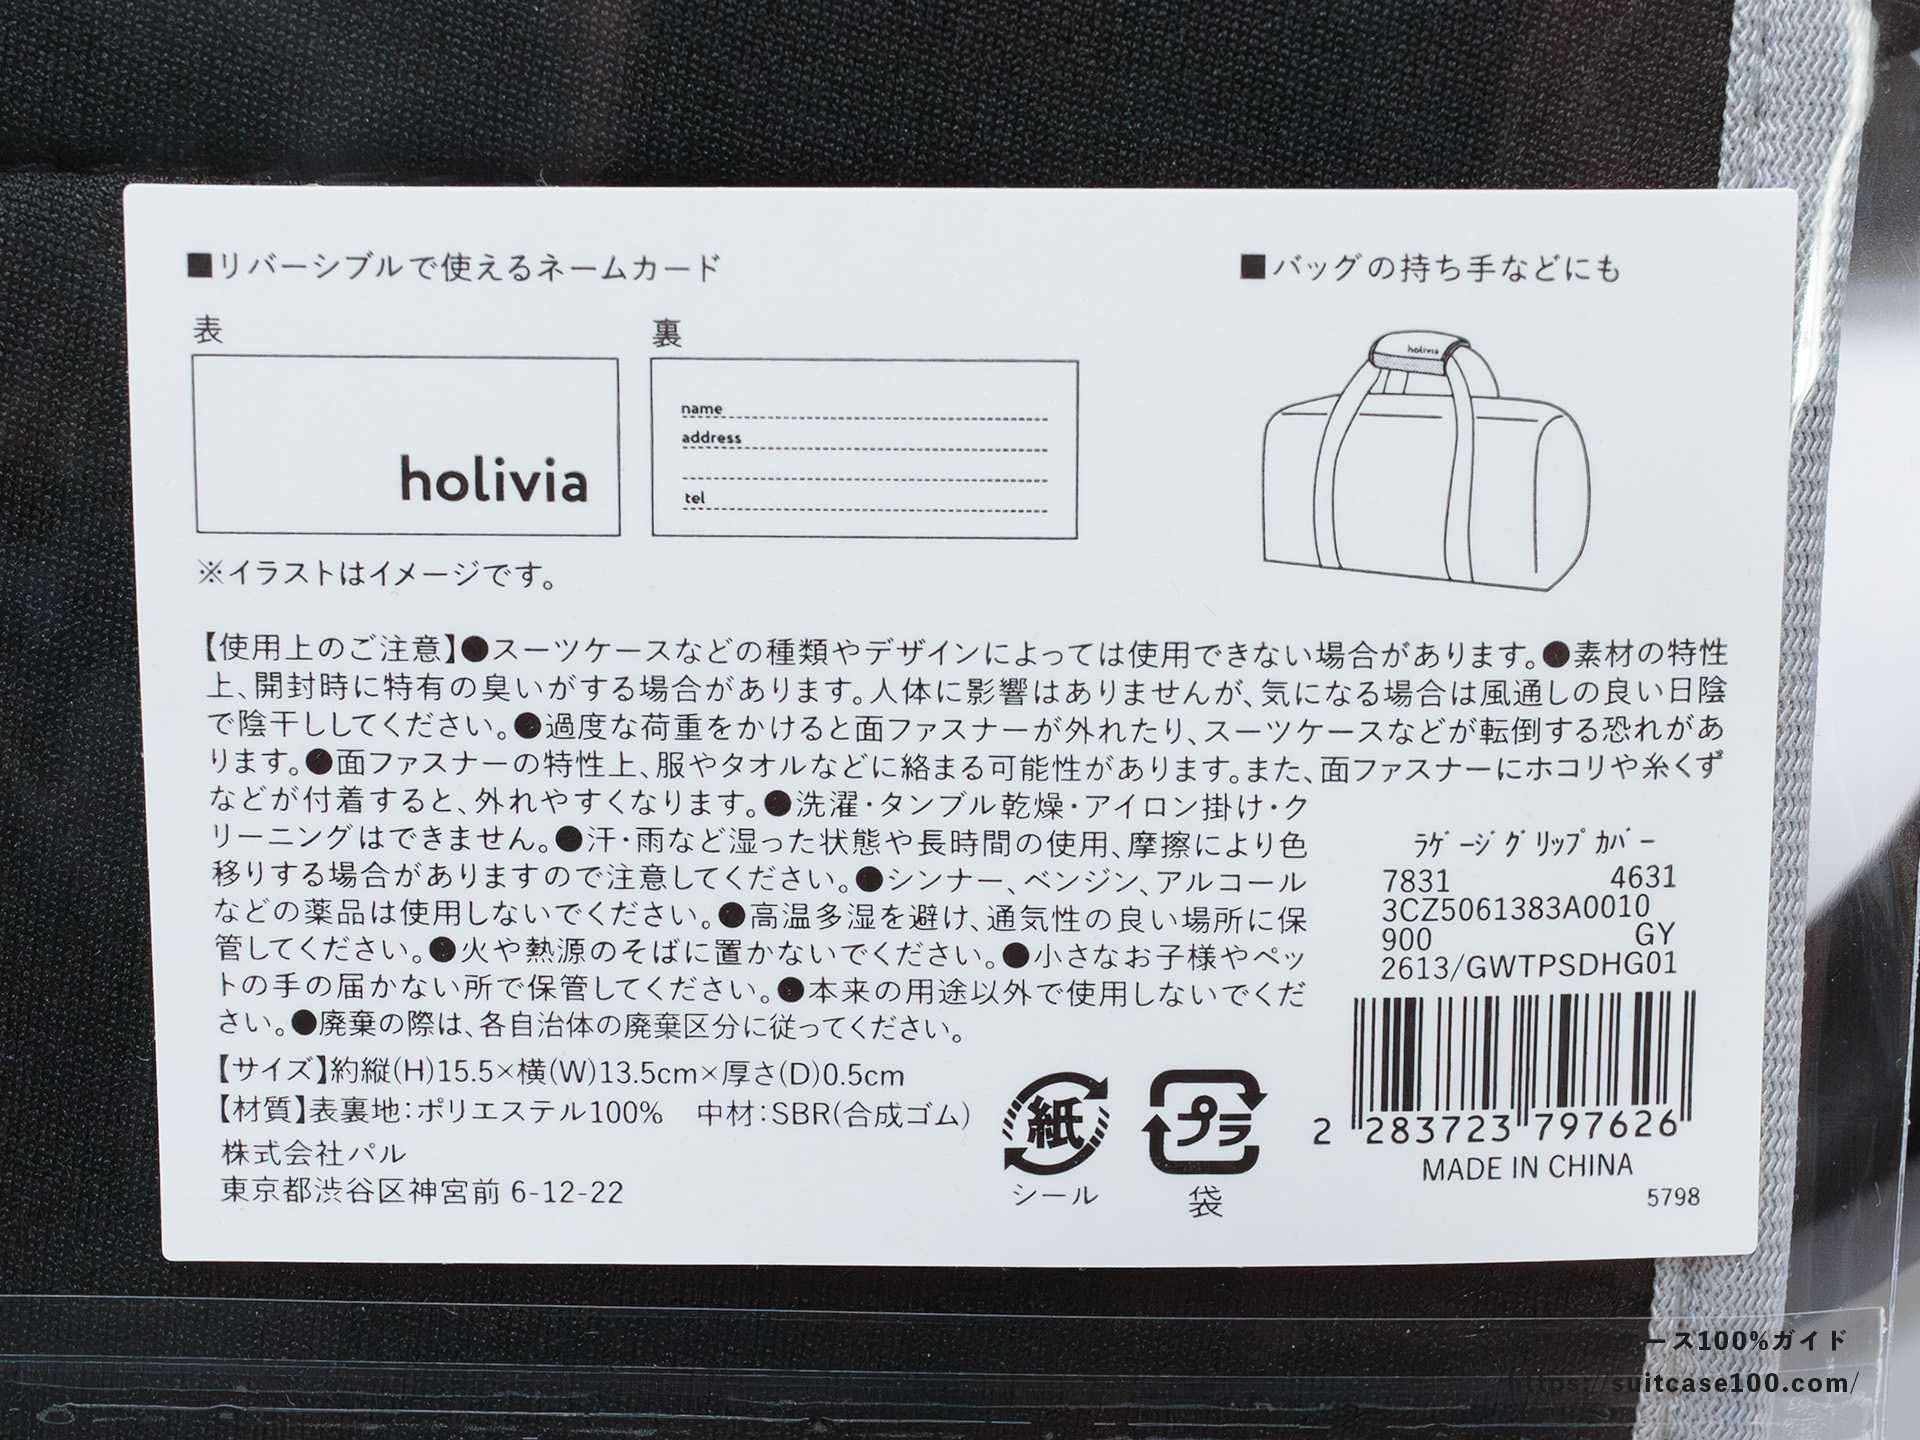 ■リバーシブルで使えるネームカード
表
holivia
裏
name
address
tel
※イラストはイメージです。
■バッグの持ち手などにも
holivia
【使用上のご注意】●スーツケースなどの種類やデザインによっては使用できない場合があります。●素材の特性
上、開封時に特有の臭いがする場合があります。人体に影響はありませんが、気になる場合は風通しの良い日陰
で陰干ししてください。●過度な荷重をかけると面ファスナーが外れたり、スーツケースなどが転倒する恐れがあ
ります。●面ファスナーの特性上、服やタオルなどに絡まる可能性があります。また、面ファスナーにホコリや糸くず
などが付着すると、外れやすくなります。●洗濯・タンブル乾燥・アイロン掛け・ク
リーニングはできません。●汗・雨など湿った状態や長時間の使用、摩擦により色
移りする場合がありますので注意してください。●シンナー、ベンジン、アルコール
などの薬品は使用しないでください。●高温多湿を避け、通気性の良い場所に保
管してください。●火や熱源のそばに置かないでください。●小さなお子様やペッ
トの手の届かない所で保管してください。●本来の用途以外で使用しないでくだ
さい。●廃棄の際は、各自治体の廃棄区分に従ってください。
【サイズ】約縦(H)15.5×横(W)13.5cm×厚さ(D)0.5cm
【材質】表裏地：ポリエステル100% 中材：SBR(合成ゴム)
株式会社パル
東京都渋谷区神宮前 6-12-22
紙
シール
プラ
袋
ﾗｹﾞｰｼﾞｸﾞﾘｯﾌﾟｶﾊﾞｰ
7831 4631
3CZ5061383A0010
900 GY
2613/GWTPSDHG01
2 283723 797626
MADE IN CHINA
5798
ース100%ガイド
https://suitcase100.com/